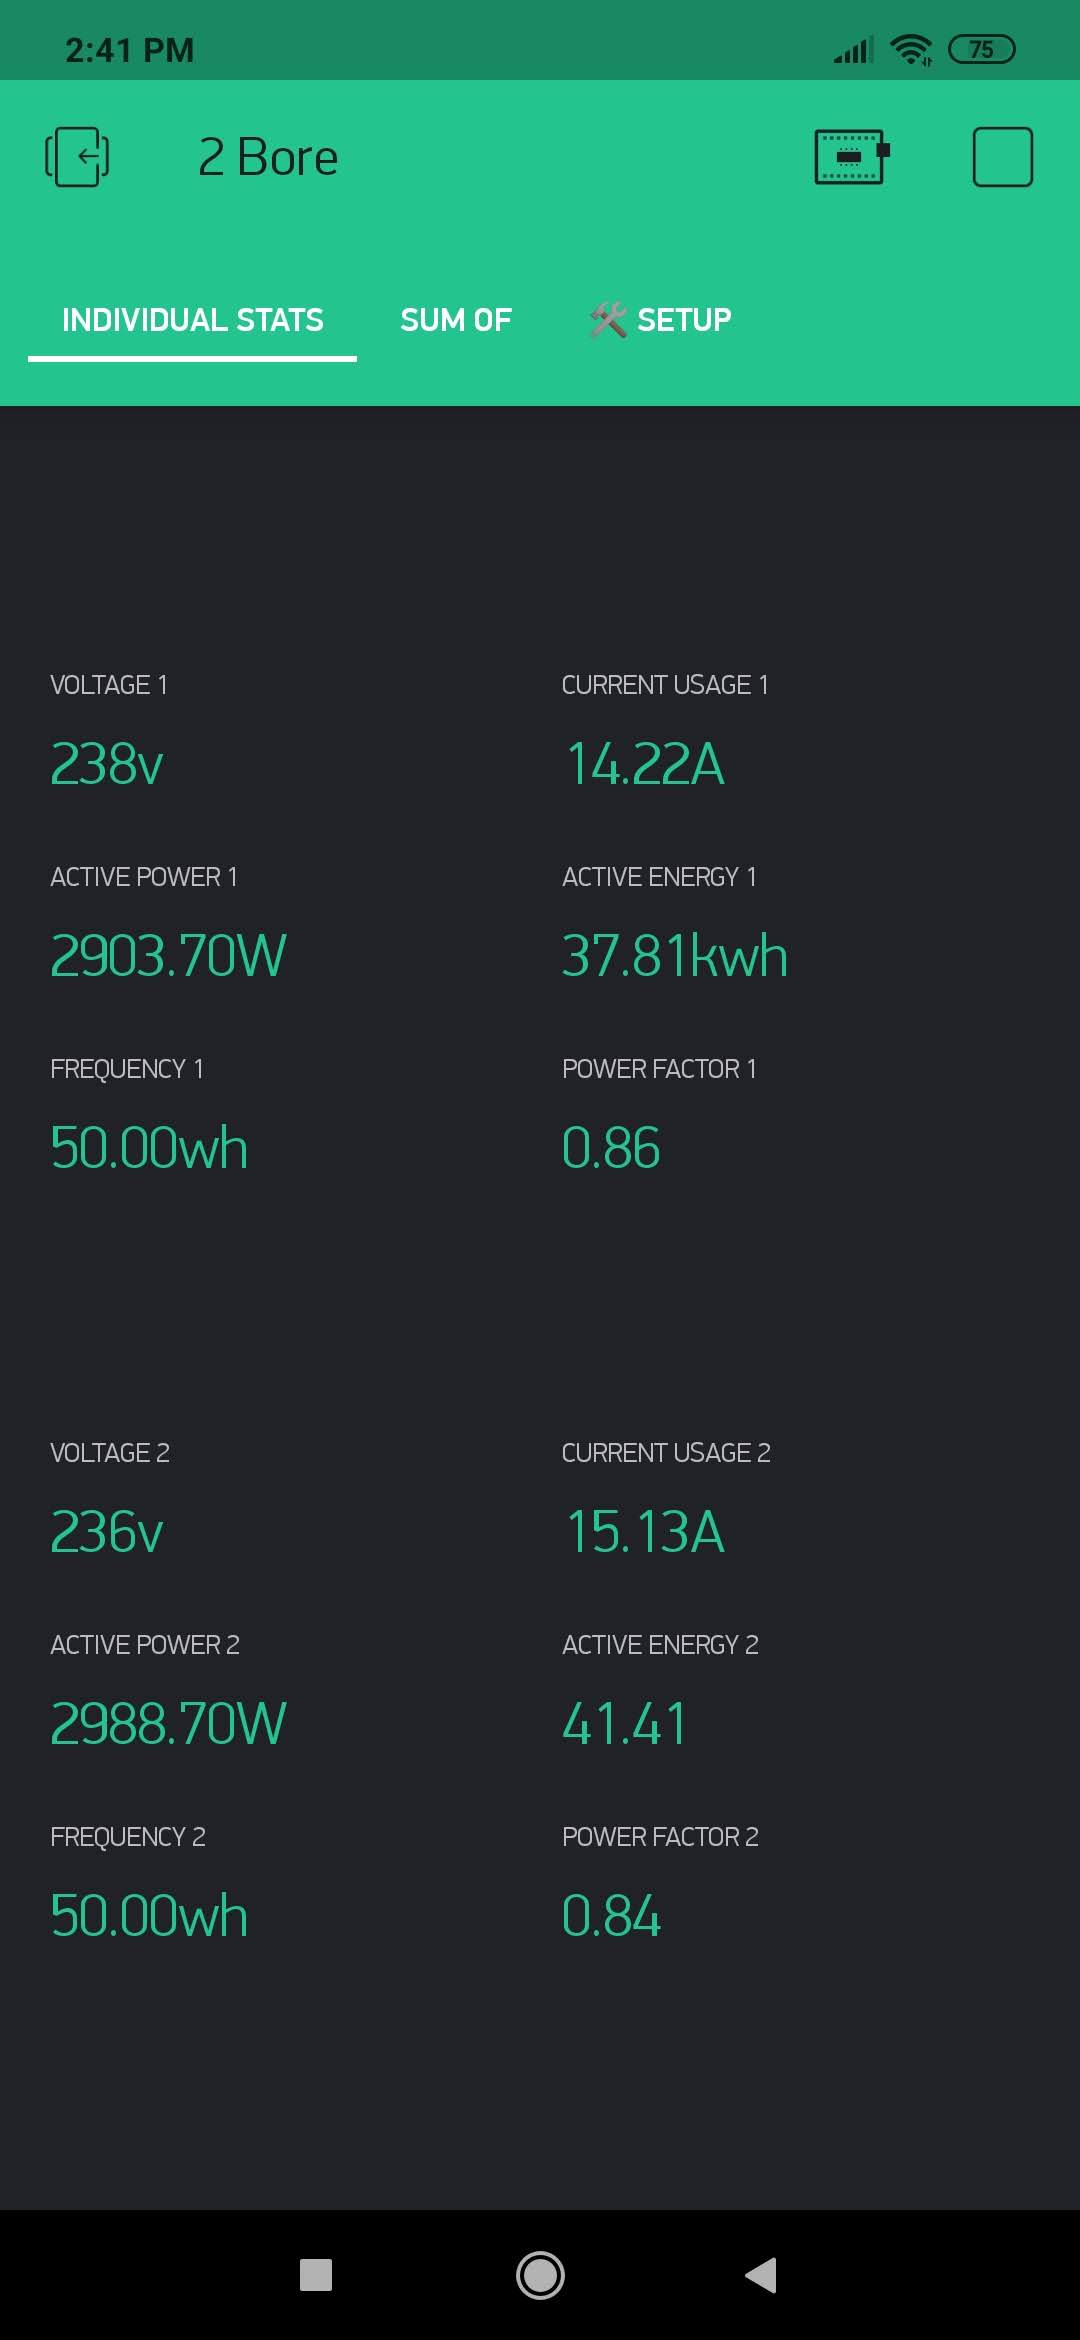 2:41 PM
75
2 Bore
INDIVIDUAL STATS SUM OF 🛠 SETUP
VOLTAGE 1 CURRENT USAGE 1
238v 14.22A
ACTIVE POWER 1 ACTIVE ENERGY 1
2903.70W 37.81kwh
FREQUENCY 1 POWER FACTOR 1
50.00wh 0.86
VOLTAGE 2 CURRENT USAGE 2
236v 15.13A
ACTIVE POWER 2 ACTIVE ENERGY 2
2988.70W 41.41
FREQUENCY 2 POWER FACTOR 2
50.00wh 0.84